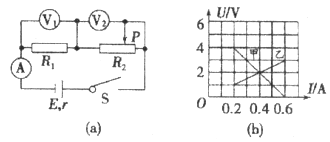 V₁
V₂
P
R₁
R₂
A
E,r
S
(a)
U/V
6
4
2
O
甲
乙
0.2 0.4 0.6
I/A
(b)